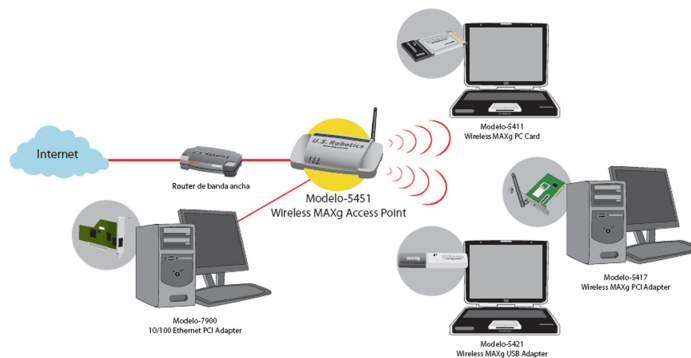 Internet
Router de banda ancha
U.S. Robotics
Modelo-5451
Wireless MAXg Access Point
Modelo-5411
Wireless MAXg PC Card
Modelo-5417
Wireless MAXg PCI Adapter
Modelo-7900
10/100 Ethernet PCI Adapter
MAXg
Modelo-5421
Wireless MAXg USB Adapter